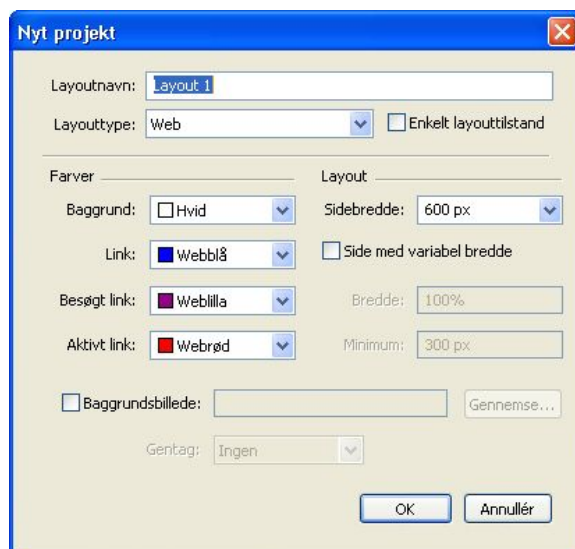 Nyt projekt
Layoutnavn: Layout 1
Layouttype: Web Enkelt layouttilstand
Farver Layout
Baggrund: Hvid Sidebredde: 600 px
Link: Webblå Side med variabel bredde
Besøgt link: Weblilla Bredde: 100%
Aktivt link: Webrød Minimum: 300 px
Baggrundsbillede: Gennemse...
Gentag: Ingen
OK Annullér